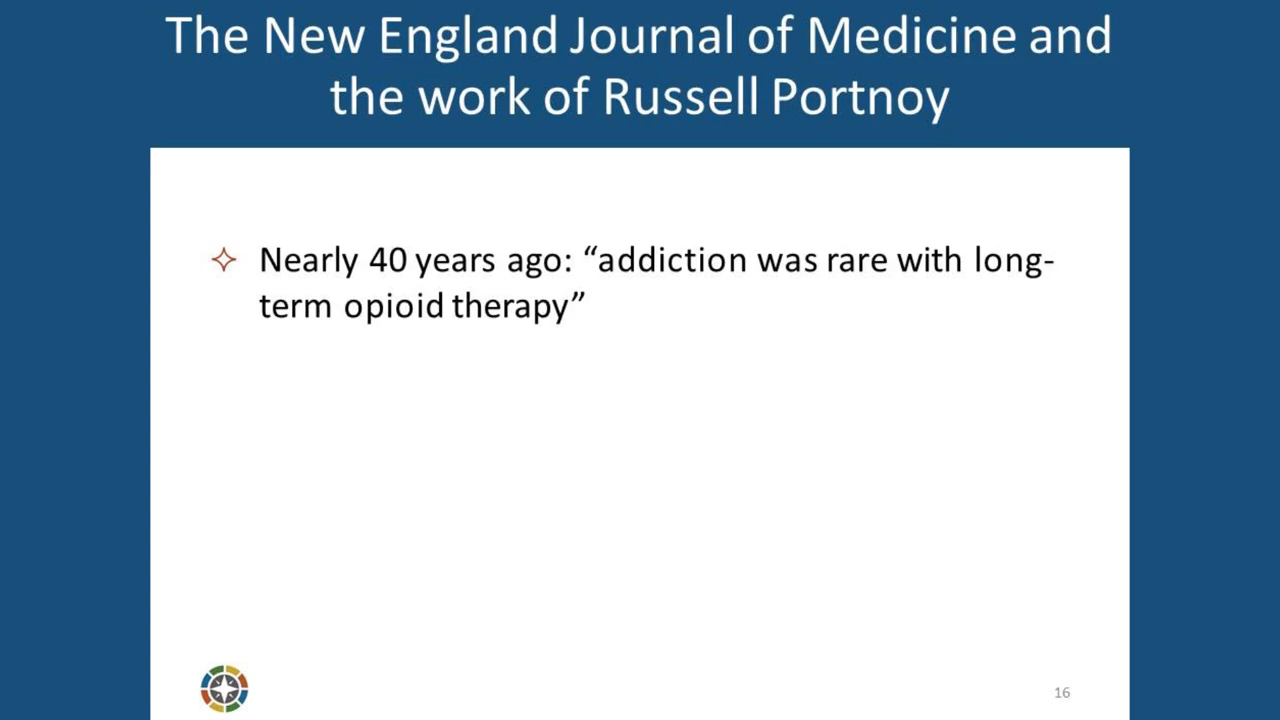 The New England Journal of Medicine and
the work of Russell Portnoy
Nearly 40 years ago: “addiction was rare with long-
term opioid therapy”
16